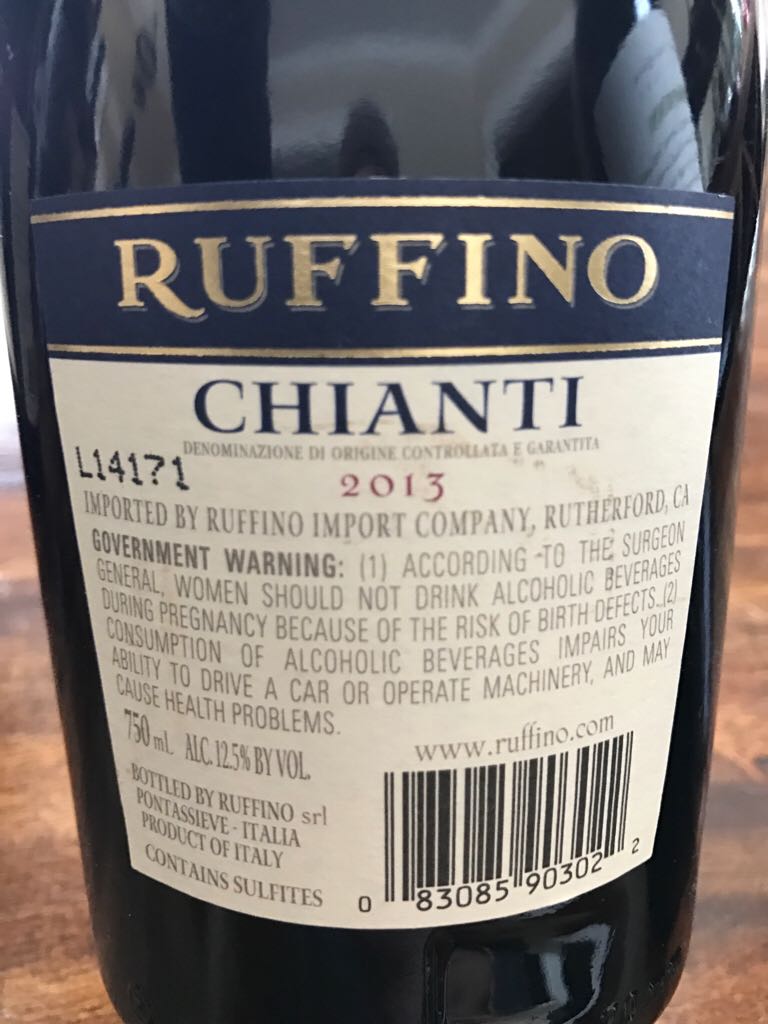 RUFFINO
CHIANTI
DENOMINAZIONE DI ORIGINE CONTROLLATA E GARANTITA
L14171
2013
IMPORTED BY RUFFINO IMPORT COMPANY, RUTHERFORD, CA
GOVERNMENT WARNING: (1) ACCORDING TO THE SURGEON
GENERAL, WOMEN SHOULD NOT DRINK ALCOHOLIC BEVERAGES
DURING PREGNANCY BECAUSE OF THE RISK OF BIRTH DEFECTS. (2)
CONSUMPTION OF ALCOHOLIC BEVERAGES IMPAIRS YOUR
ABILITY TO DRIVE A CAR OR OPERATE MACHINERY, AND MAY
CAUSE HEALTH PROBLEMS.
750 mL ALC. 12.5% BY VOL.
www.ruffino.com
BOTTLED BY RUFFINO srl
PONTASSIEVE - ITALIA
PRODUCT OF ITALY
CONTAINS SULFITES
0 83085 90302 2